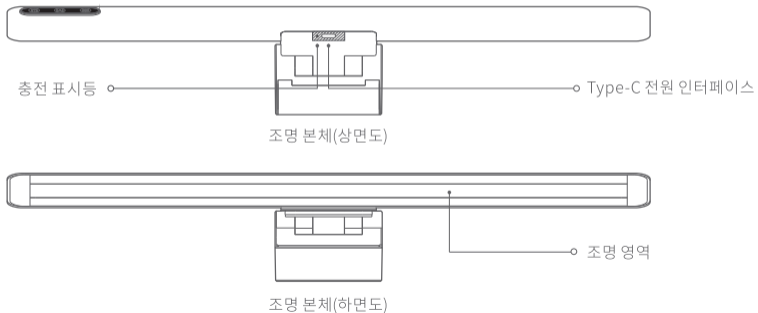 충전 표시등
Type-C 전원 인터페이스
조명 본체(상면도)
조명 영역
조명 본체(하면도)